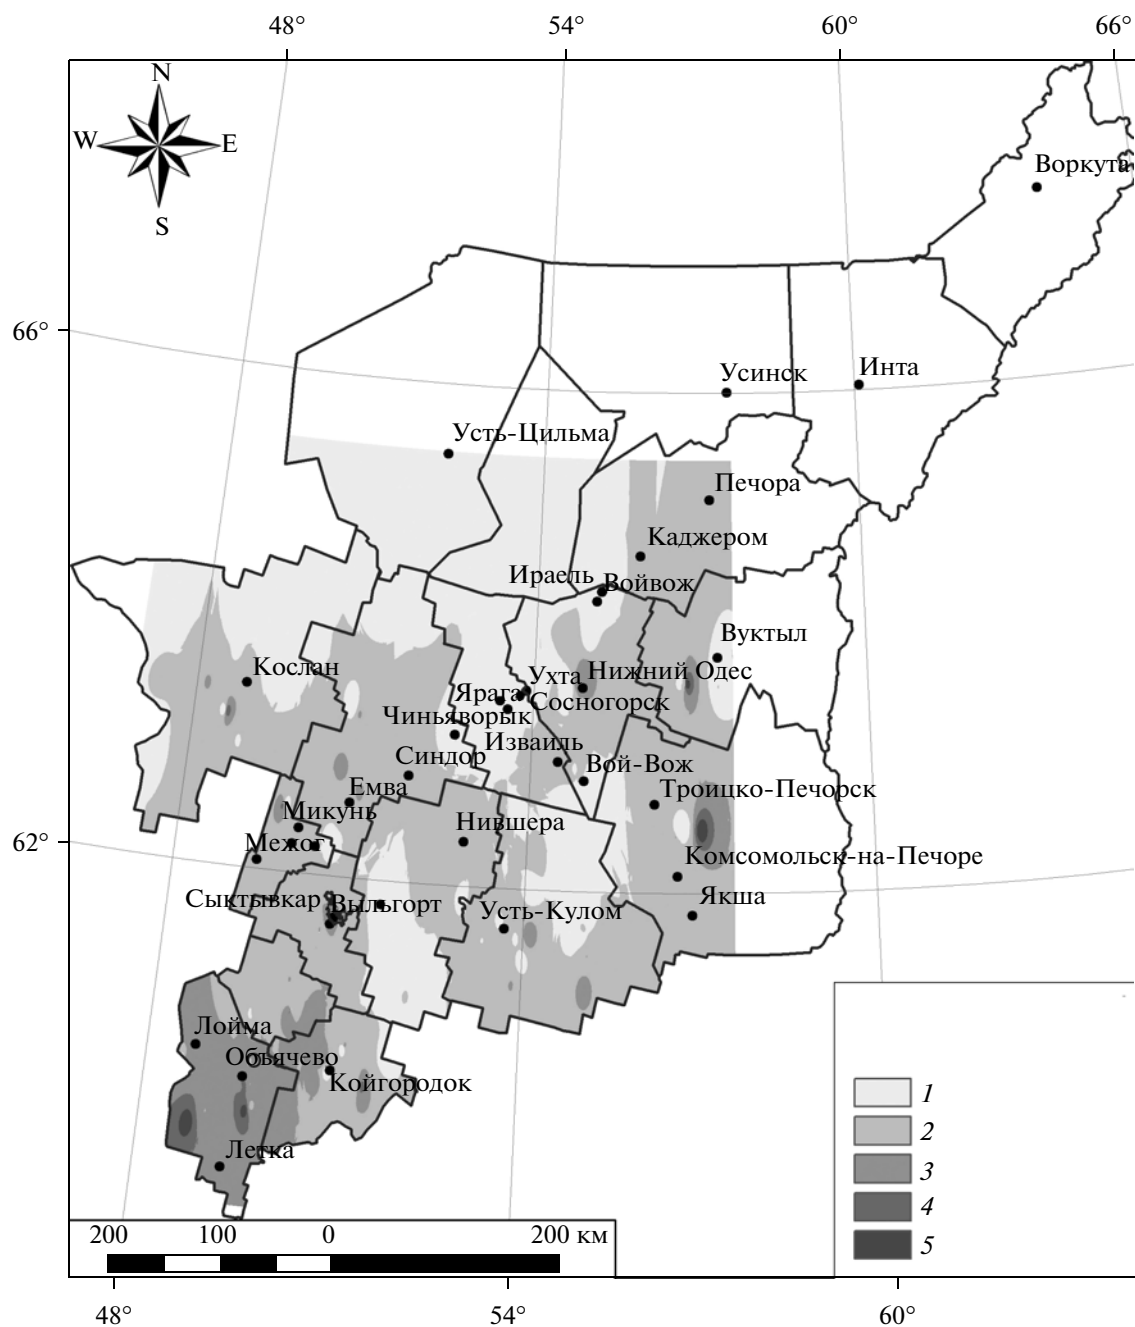 48°
54°
60°
66°
N
W
E
S
Воркута
66°
Усинск
Инта
Усть-Цильма
Печора
Каджером
Ираель
Войвож
Вуктыл
Кослан
Ухта
Нижний Одес
Ярага
Сосногорск
Чиньяворык
Изваиль
Синдор
Вой-Вож
Емва
Троицко-Печорск
Микунь
Нившера
62°
Межог
Комсомольск-на-Печоре
Сыктывкар
Выльгорт
Усть-Кулом
Якша
Лойма
Объячево
Койгородок
Летка
1
2
3
4
5
200
100
0
200 км
48°
54°
60°